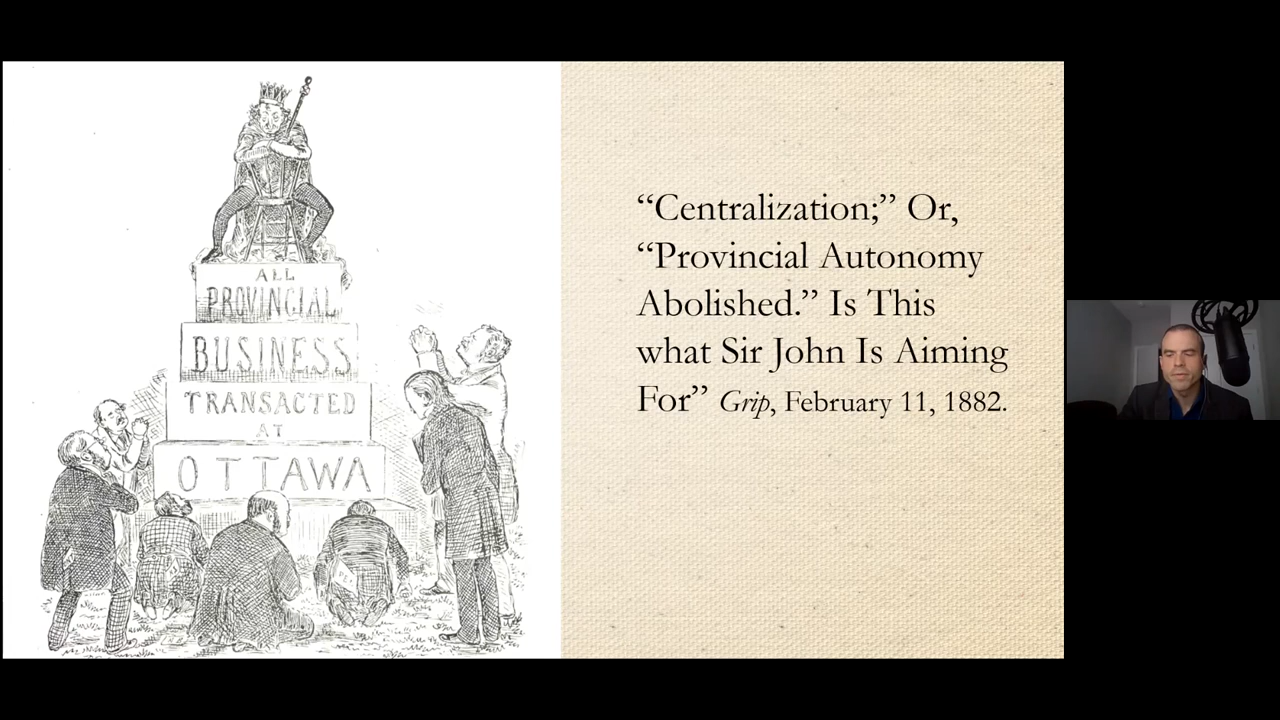 ALL
PROVINCIAL
BUSINESS
TRANSACTED
AT
OTTAWA
“Centralization;” Or,
“Provincial Autonomy
Abolished.” Is This
what Sir John Is Aiming
For” Grip, February 11, 1882.